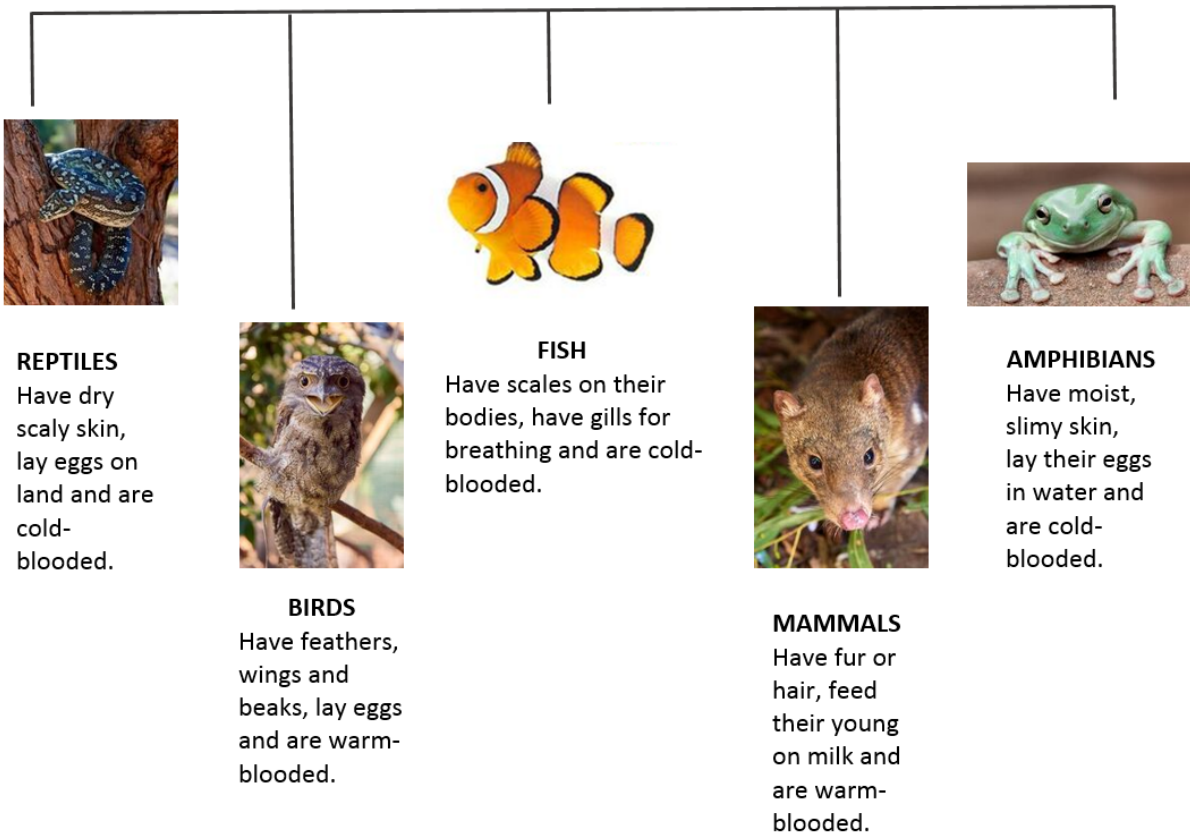 REPTILES
Have dry
scaly skin,
lay eggs on
land and are
cold-
blooded.
BIRDS
Have feathers,
wings and
beaks, lay eggs
and are warm-
blooded.
FISH
Have scales on their
bodies, have gills for
breathing and are cold-
blooded.
MAMMALS
Have fur or
hair, feed
their young
on milk and
are warm-
blooded.
AMPHIBIANS
Have moist,
slimy skin,
lay their eggs
in water and
are cold-
blooded.